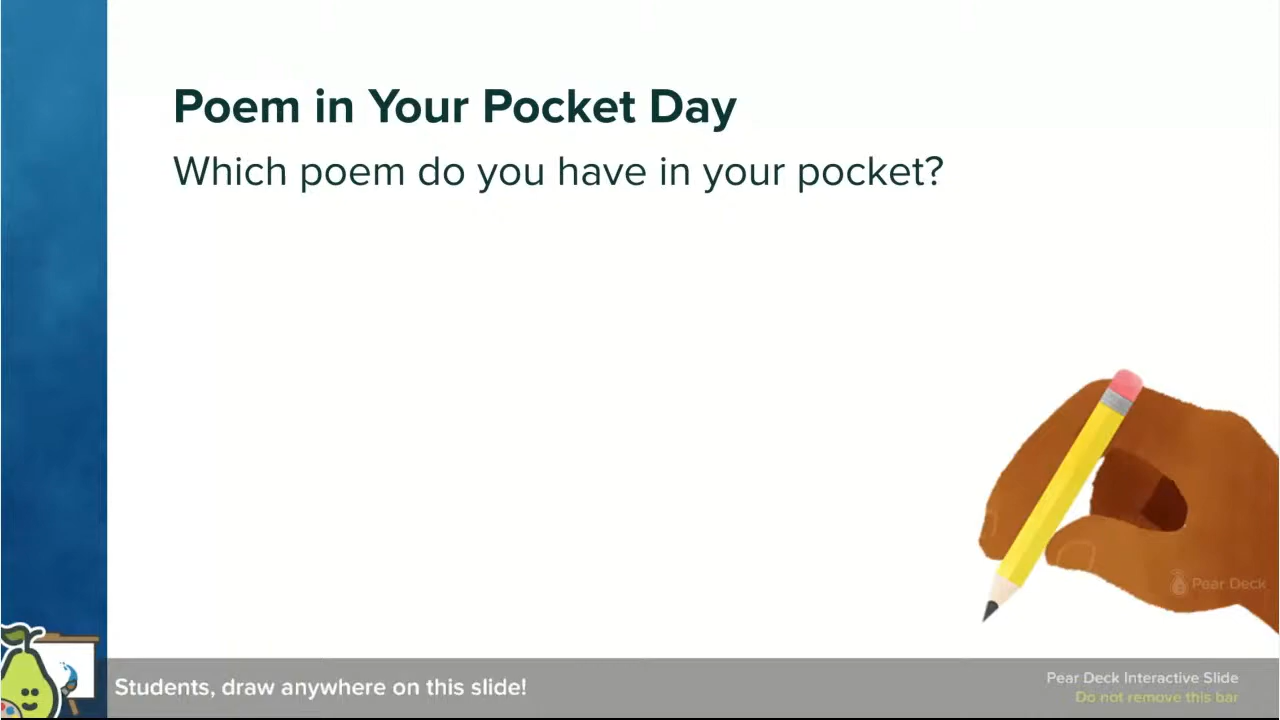 Poem in Your Pocket Day
Which poem do you have in your pocket?
Pear Deck
Students, draw anywhere on this slide!
Pear Deck Interactive Slide
Do not remove this bar